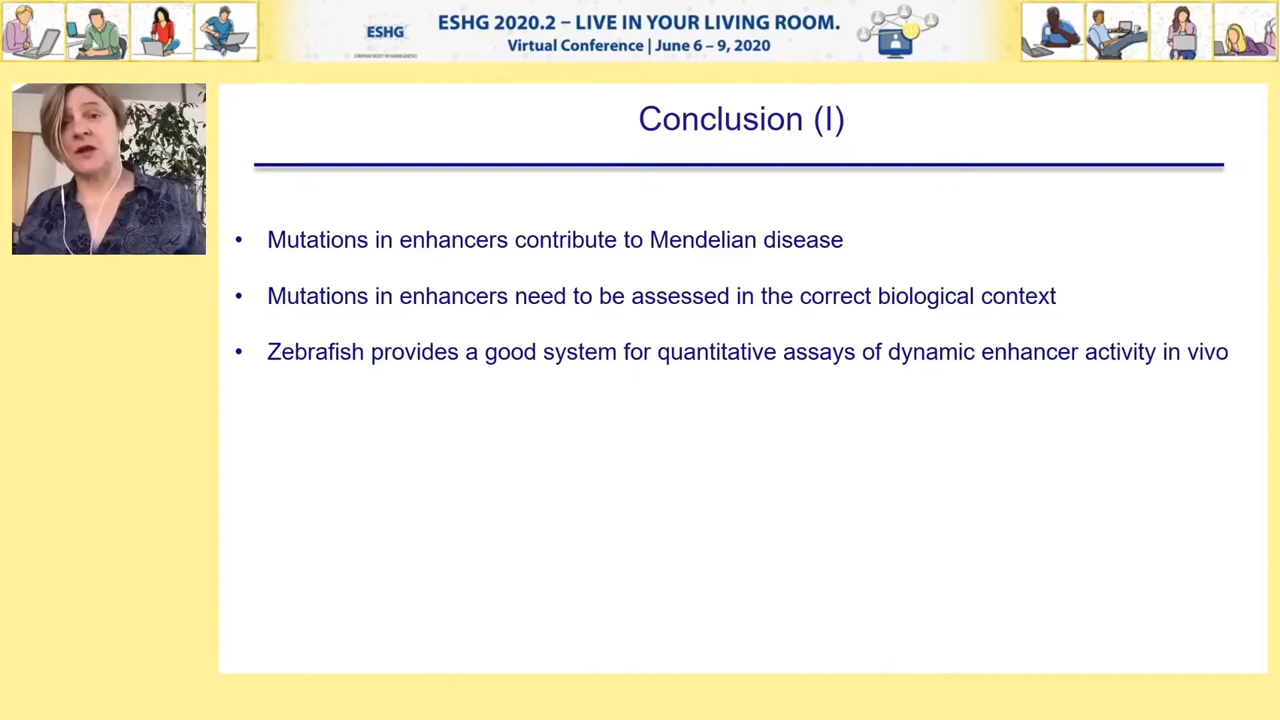 ESHG 2020.2 – LIVE IN YOUR LIVING ROOM.
ESHG
Virtual Conference | June 6 – 9, 2020
Conclusion (I)
• Mutations in enhancers contribute to Mendelian disease
• Mutations in enhancers need to be assessed in the correct biological context
• Zebrafish provides a good system for quantitative assays of dynamic enhancer activity in vivo